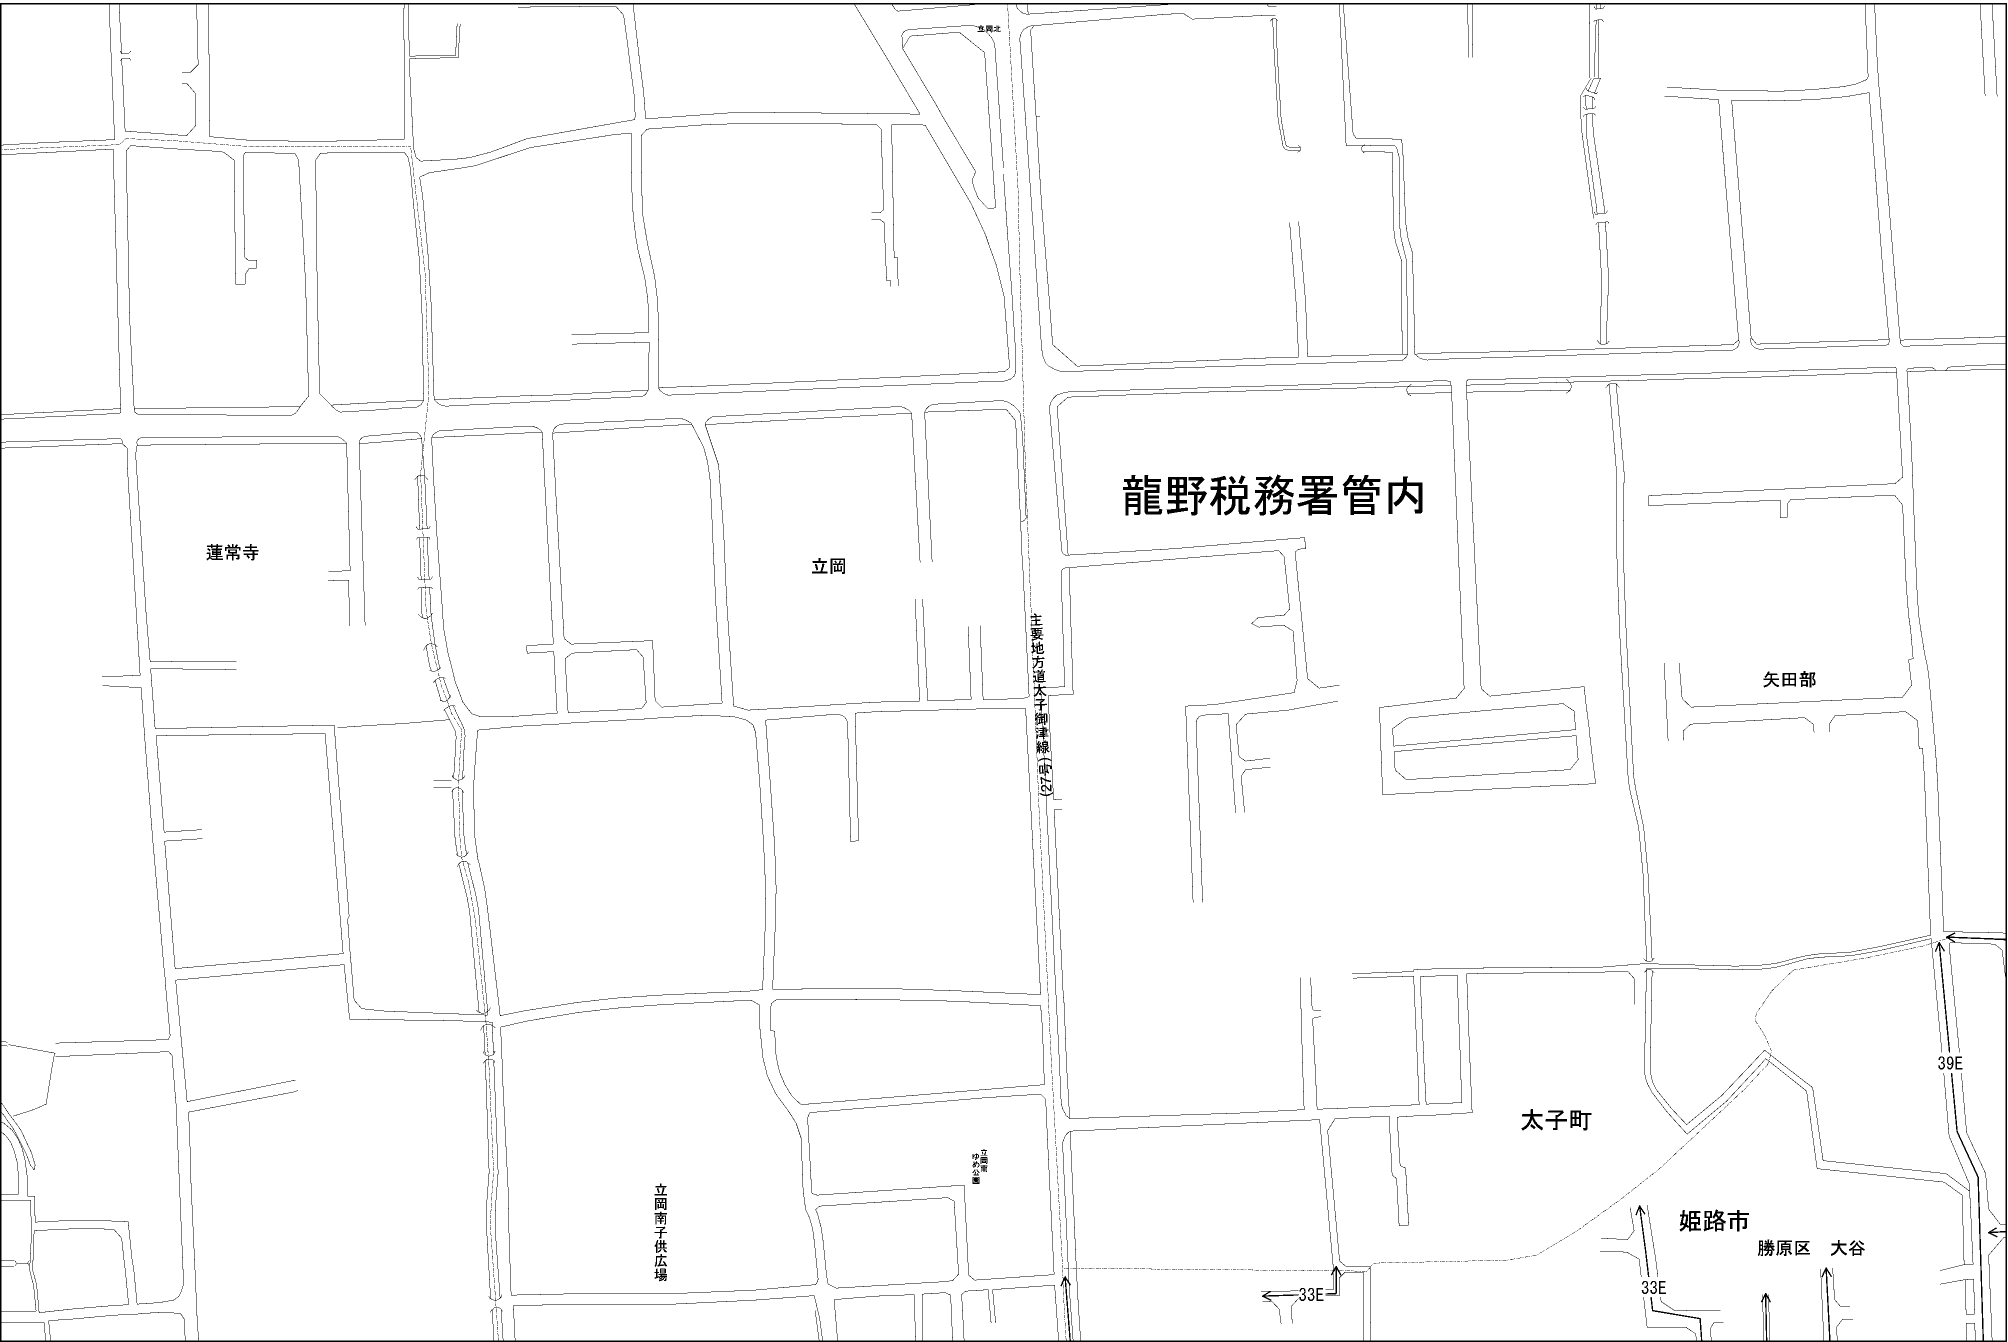 立岡北
龍野税務署管内
蓮常寺
立岡
主要地方道太子御津線(27号)
矢田部
39E
太子町
立岡南
ゆめ公園
立岡南子供広場
姫路市
勝原区 大谷
33E
33E